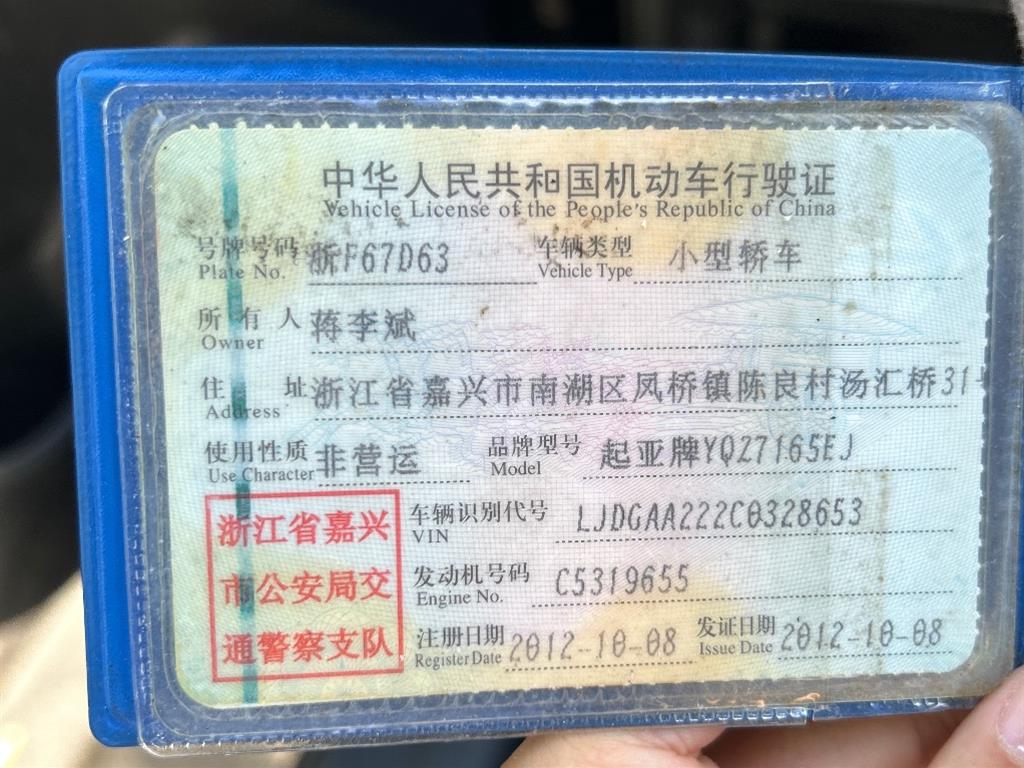 中华人民共和国机动车行驶证
Vehicle License of the People's Republic of China
号牌号码 浙F67D63 车辆类型 小型轿车
Plate No. Vehicle Type
所有人 蒋李斌
Owner
住址 浙江省嘉兴市南湖区凤桥镇陈良村汤汇桥31号
Address
使用性质 非营运 品牌型号 起亚牌YQZ7165EJ
Use Character Model
浙江省嘉兴
市公安局交
通警察支队
车辆识别代号 LJDGAA222C0328653
VIN
发动机号码 C5319655
Engine No.
注册日期 2012-10-08 发证日期 2012-10-08
Register Date Issue Date